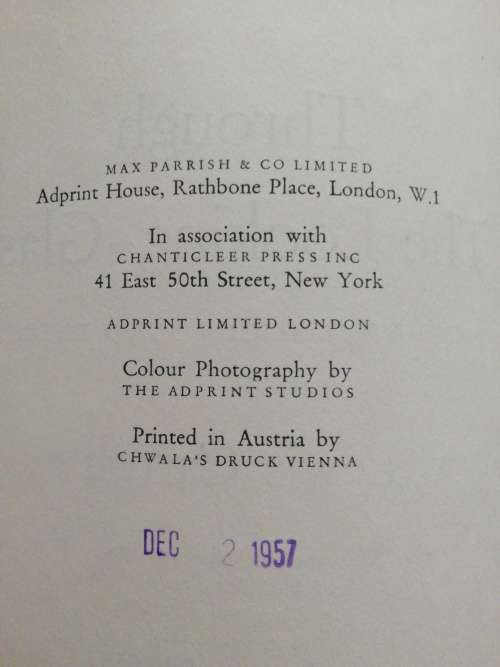 MAX PARRISH & CO LIMITED
Adprint House, Rathbone Place, London, W.1
In association with
CHANTICLEER PRESS INC
41 East 50th Street, New York
ADPRINT LIMITED LONDON
Colour Photography by
THE ADPRINT STUDIOS
Printed in Austria by
CHWALA'S DRUCK VIENNA
DEC 2 1957